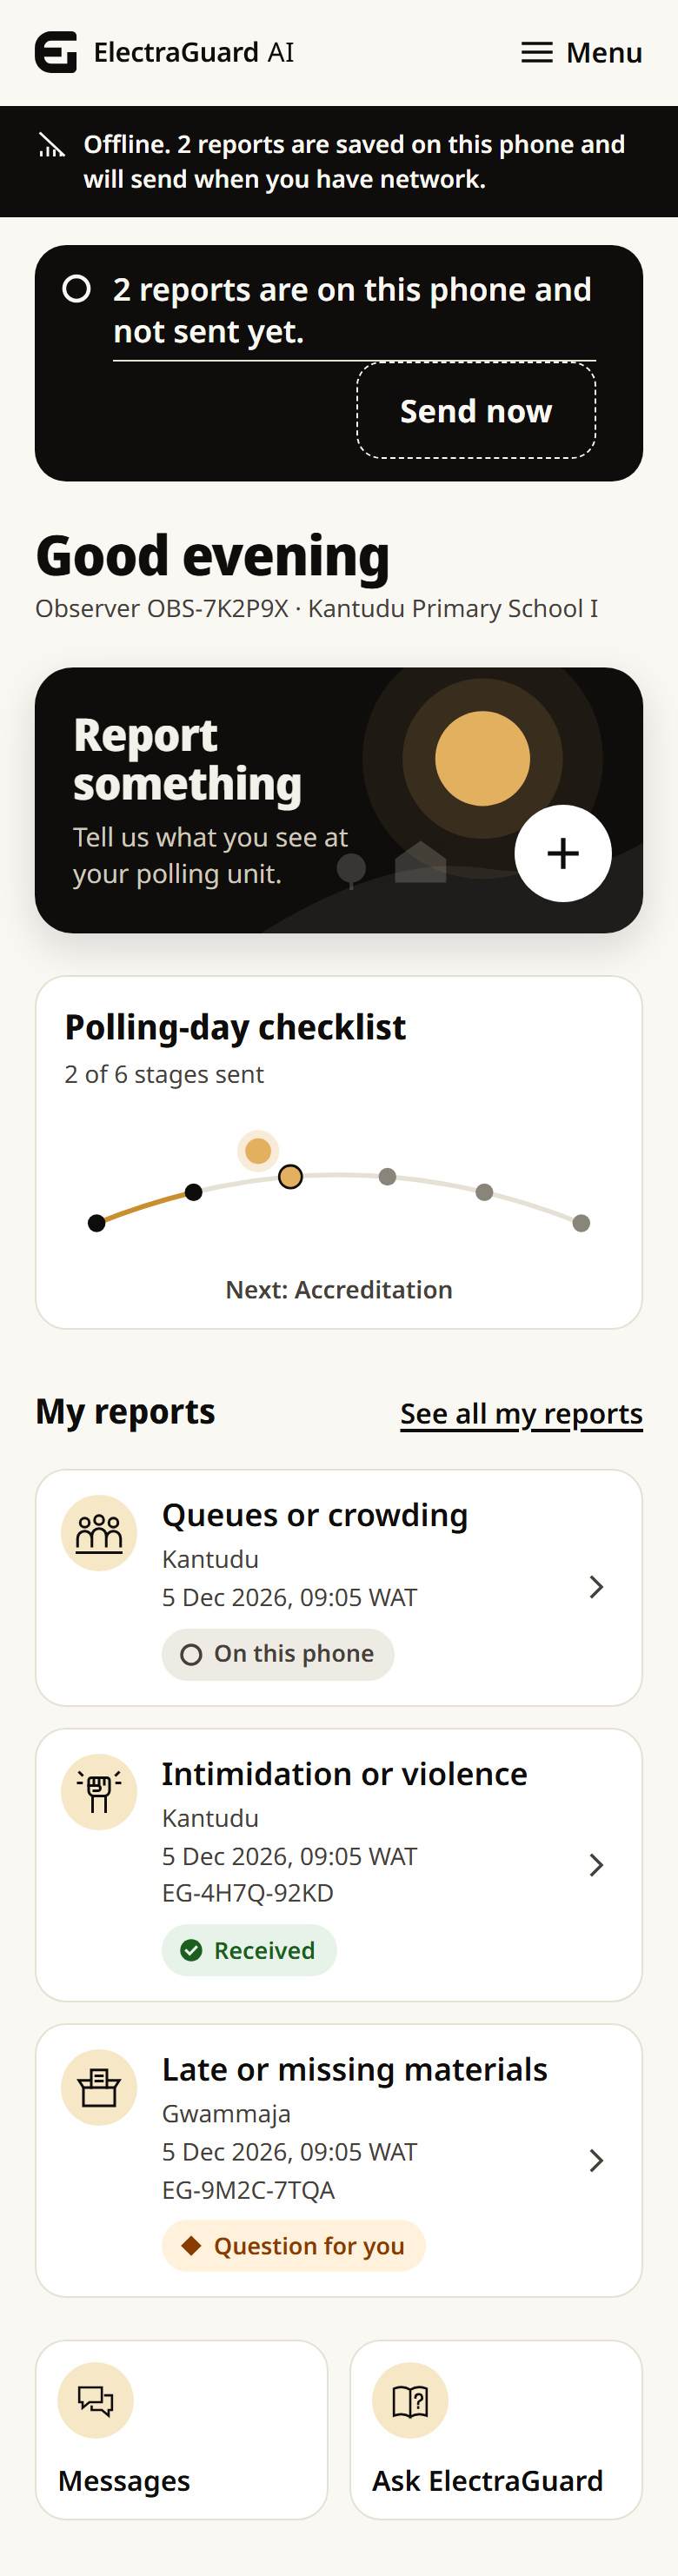 ElectraGuard AI
Menu
Offline. 2 reports are saved on this phone and
will send when you have network.
2 reports are on this phone and
not sent yet.
Send now
Good evening
Observer OBS-7K2P9X · Kantudu Primary School I
Report
something
Tell us what you see at
your polling unit.
Polling-day checklist
2 of 6 stages sent
Next: Accreditation
My reports
See all my reports
Queues or crowding
Kantudu
5 Dec 2026, 09:05 WAT
On this phone
Intimidation or violence
Kantudu
5 Dec 2026, 09:05 WAT
EG-4H7Q-92KD
Received
Late or missing materials
Gwammaja
5 Dec 2026, 09:05 WAT
EG-9M2C-7TQA
Question for you
Messages
Ask ElectraGuard